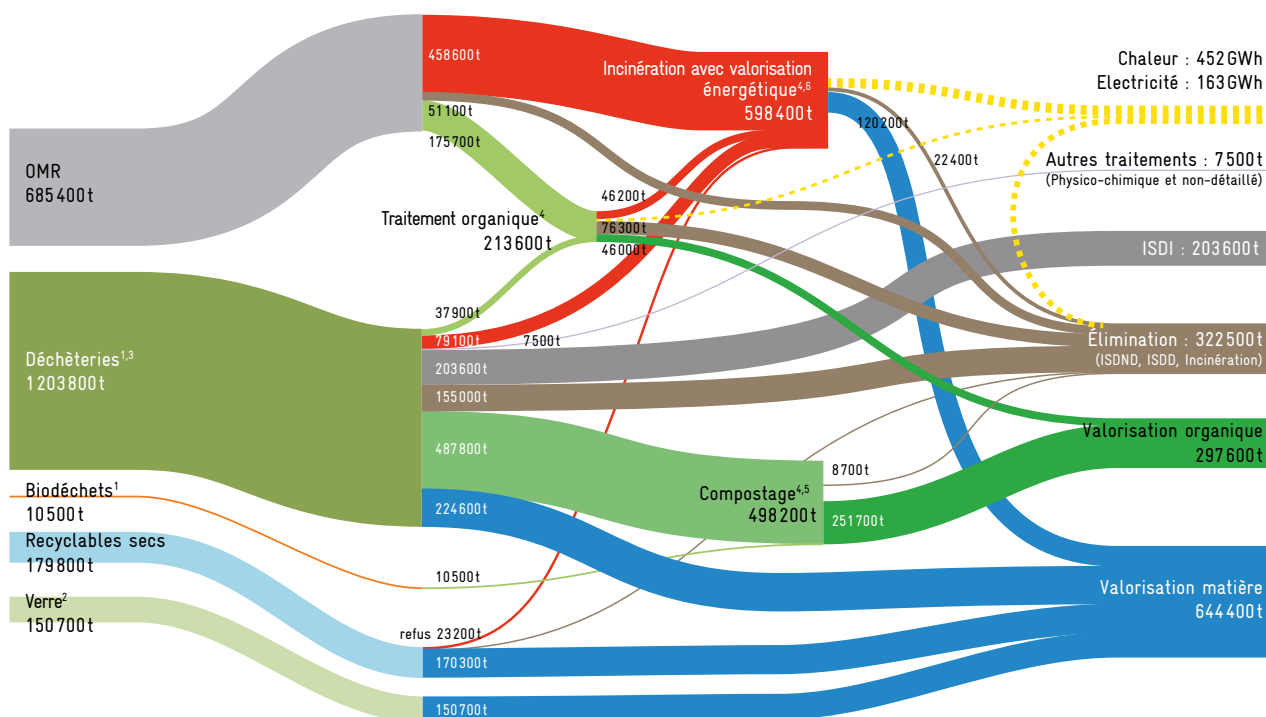 OMR
685400t
Déchèteries1,3
1203800t
Biodéchets1
10500t
Recyclables secs
179800t
Verre2
150700t
458600t
51100t
175700t
Traitement organique4
213600t
37900t
79100t
7500t
203600t
155000t
487800t
224600t
10500t
refus 23200t
170300t
150700t
Incinération avec valorisation
énergétique4,6
598400t
46200t
76300t
46000t
120200t
22400t
Compostage4,5
498200t
8700t
251700t
Chaleur : 452GWh
Electricité : 163GWh
Autres traitements : 7500t
(Physico-chimique et non-détaillé)
ISDI : 203600t
Élimination : 322500t
(ISDND, ISDD, Incinération)
Valorisation organique
297600t
Valorisation matière
644400t